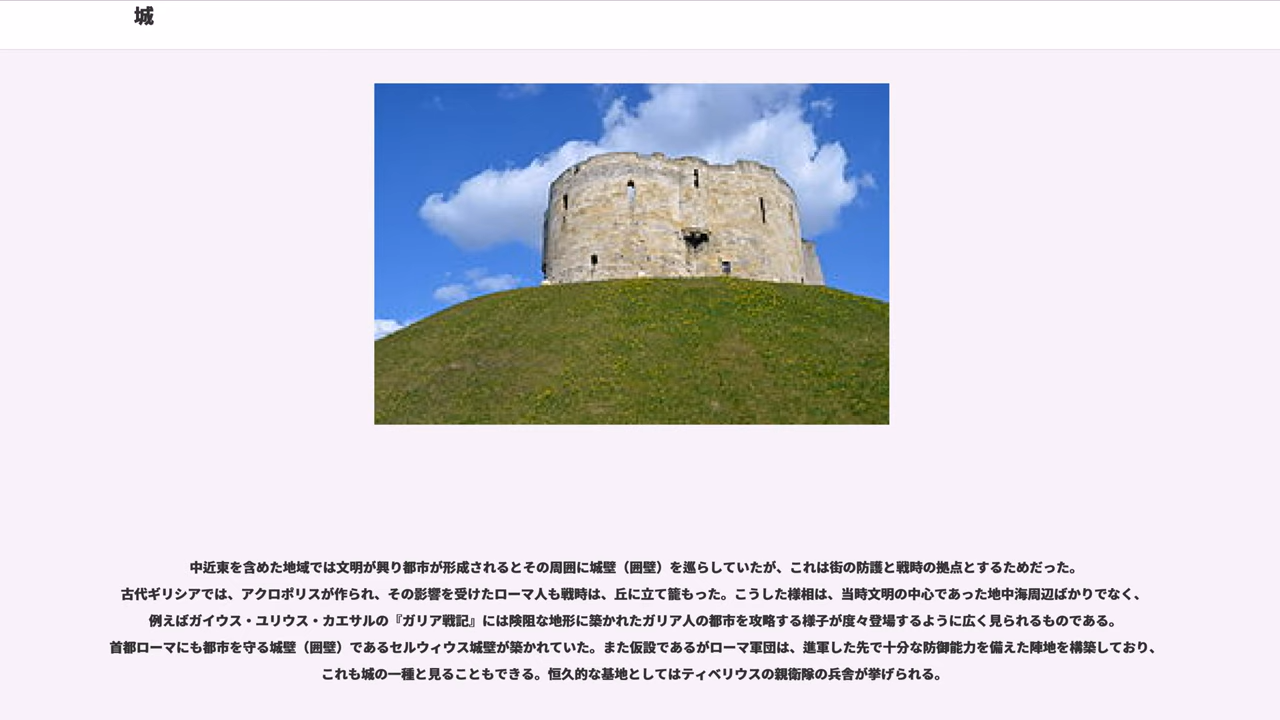 城
中近東を含めた地域では文明が興り都市が形成されるとその周囲に城壁（囲壁）を巡らしていたが、これは街の防護と戦時の拠点とするためだった。
古代ギリシアでは、アクロポリスが作られ、その影響を受けたローマ人も戦時は、丘に立て籠もった。こうした様相は、当時文明の中心であった地中海周辺ばかりでなく、
例えばガイウス・ユリウス・カエサルの『ガリア戦記』には険阻な地形に築かれたガリア人の都市を攻略する様子が度々登場するように広く見られるものである。
首都ローマにも都市を守る城壁（囲壁）であるセルウィウス城壁が築かれていた。また仮設であるがローマ軍団は、進軍した先で十分な防御能力を備えた陣地を構築しており、
これも城の一種と見ることもできる。恒久的な基地としてはティベリウスの親衛隊の兵舎が挙げられる。